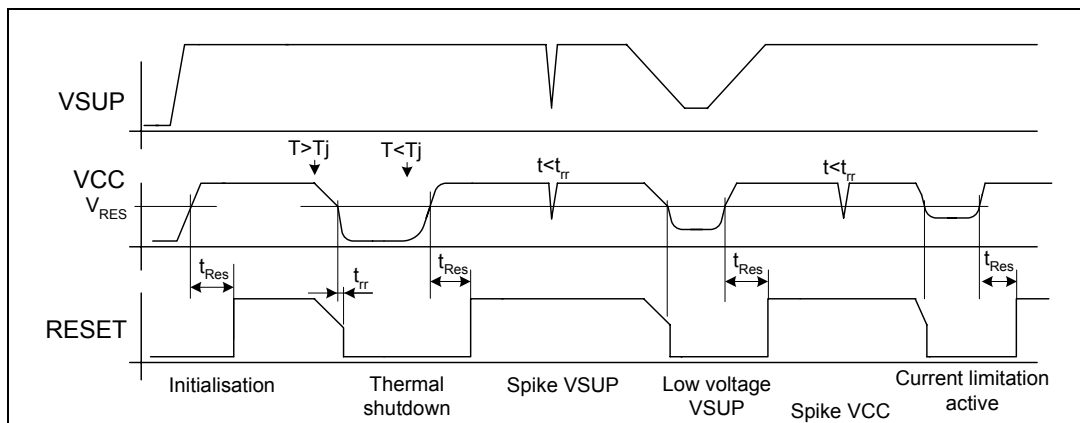 VSUP
T>Tj
T<Tj
t<trr
t<trr
VCC
VRES
tRes
trr
tRes
tRes
tRes
RESET
Initialisation
Thermal
shutdown
Spike VSUP
Low voltage
VSUP
Spike VCC
Current limitation
active